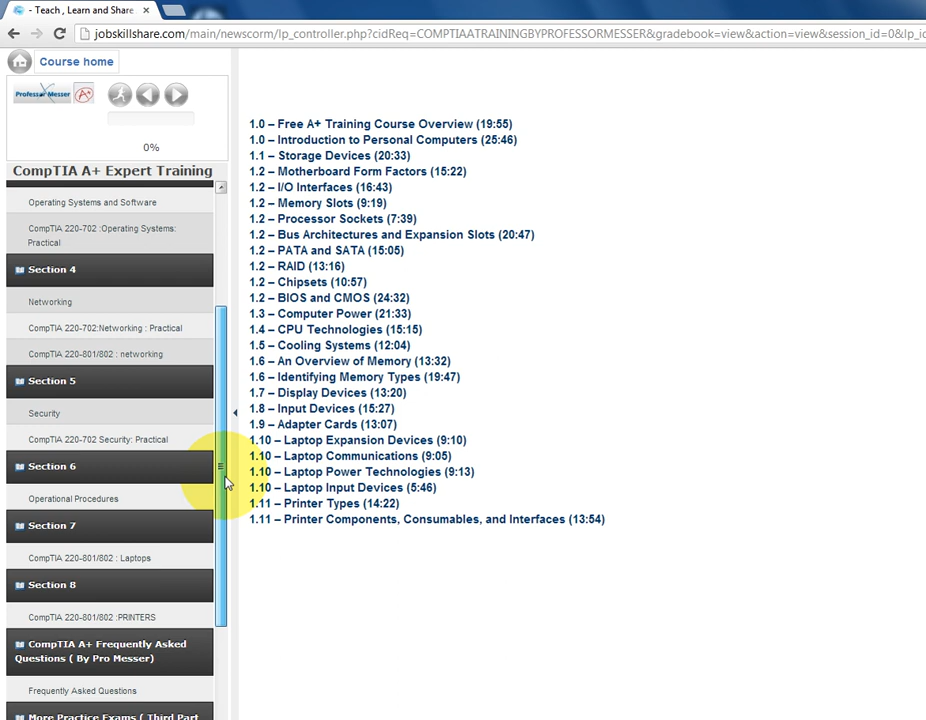 - Teach , Learn and Share
jobskillshare.com/main/newscorm/lp_controller.php?cidReq=COMPTIAATRAININGBYPROFESSORMESSER&gradebook=view&action=view&session_id=0&lp_i
Course home
Professor Messer A+
0%
CompTIA A+ Expert Training
Operating Systems and Software
CompTIA 220-702 :Operating Systems:
Practical
Section 4
Networking
CompTIA 220-702:Networking : Practical
CompTIA 220-801/802 : networking
Section 5
Security
CompTIA 220-702 Security: Practical
Section 6
Operational Procedures
Section 7
CompTIA 220-801/802 : Laptops
Section 8
CompTIA 220-801/802 :PRINTERS
CompTIA A+ Frequently Asked
Questions ( By Pro Messer)
Frequently Asked Questions
More Practice Exams ( Third Part
1.0 – Free A+ Training Course Overview (19:55)
1.0 – Introduction to Personal Computers (25:46)
1.1 – Storage Devices (20:33)
1.2 – Motherboard Form Factors (15:22)
1.2 – I/O Interfaces (16:43)
1.2 – Memory Slots (9:19)
1.2 – Processor Sockets (7:39)
1.2 – Bus Architectures and Expansion Slots (20:47)
1.2 – PATA and SATA (15:05)
1.2 – RAID (13:16)
1.2 – Chipsets (10:57)
1.2 – BIOS and CMOS (24:32)
1.3 – Computer Power (21:33)
1.4 – CPU Technologies (15:15)
1.5 – Cooling Systems (12:04)
1.6 – An Overview of Memory (13:32)
1.6 – Identifying Memory Types (19:47)
1.7 – Display Devices (13:20)
1.8 – Input Devices (15:27)
1.9 – Adapter Cards (13:07)
1.10 – Laptop Expansion Devices (9:10)
1.10 – Laptop Communications (9:05)
1.10 – Laptop Power Technologies (9:13)
1.10 – Laptop Input Devices (5:46)
1.11 – Printer Types (14:22)
1.11 – Printer Components, Consumables, and Interfaces (13:54)